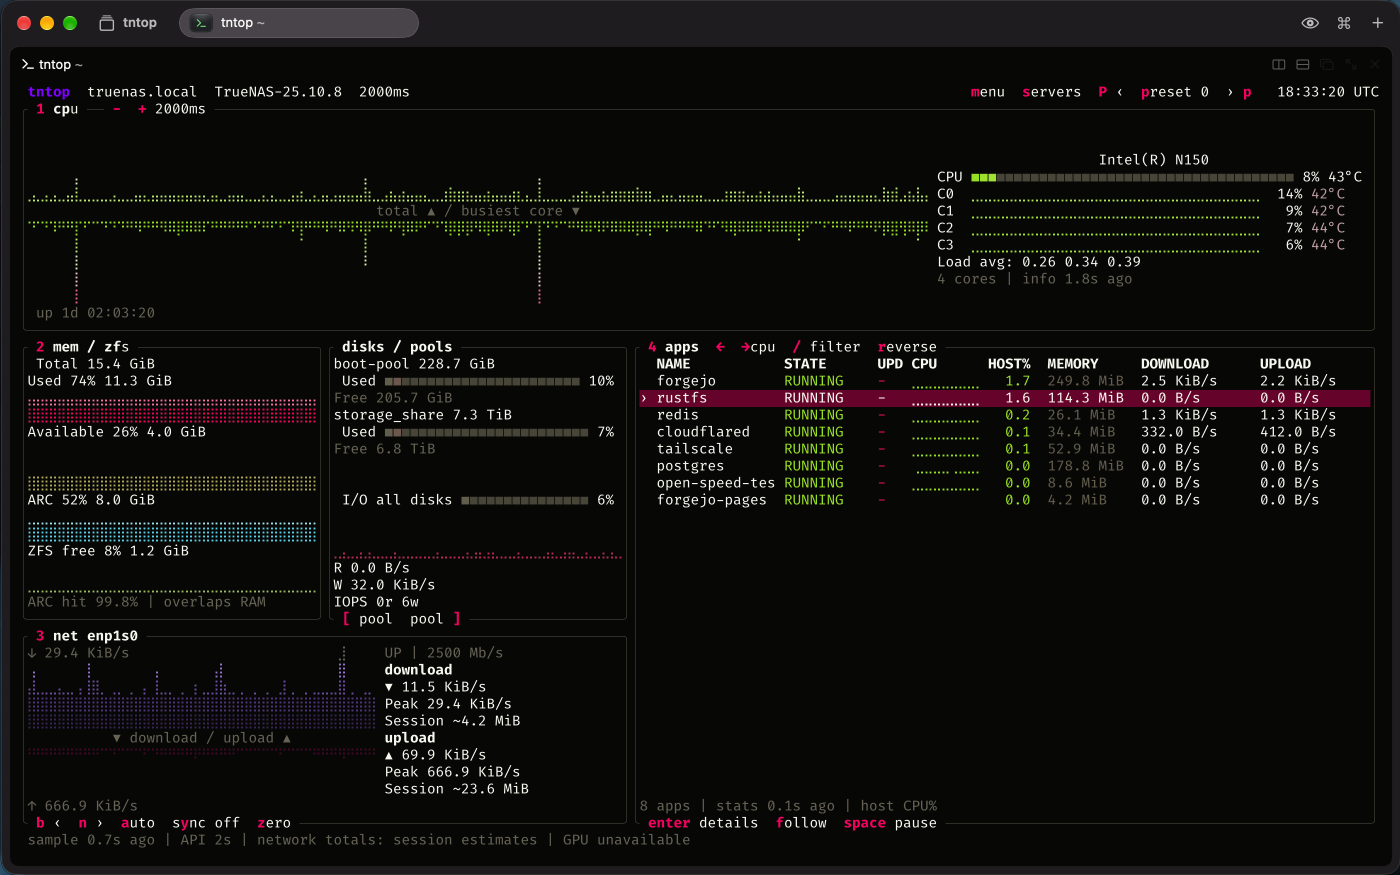 tntop
tntop ~
tntop ~
tntop truenas.local TrueNAS-25.10.8 2000ms menu servers P ‹ preset 0 › p 18:33:20 UTC
1 cpu — - + 2000ms
Intel(R) N150
CPU 8% 43°C
C0 14% 42°C
total ▲ / busiest core ▼
C1 9% 42°C
C2 7% 44°C
C3 6% 44°C
Load avg: 0.26 0.34 0.39
4 cores | info 1.8s ago
up 1d 02:03:20
2 mem / zfs
Total 15.4 GiB
Used 74% 11.3 GiB
Available 26% 4.0 GiB
ARC 52% 8.0 GiB
ZFS free 8% 1.2 GiB
ARC hit 99.8% | overlaps RAM
disks / pools
boot-pool 228.7 GiB
Used 10%
Free 205.7 GiB
storage_share 7.3 TiB
Used 7%
Free 6.8 TiB
I/O all disks 6%
R 0.0 B/s
W 32.0 KiB/s
IOPS 0r 6w
[ pool pool ]
4 apps ← →cpu / filter reverse
NAME STATE UPD CPU HOST% MEMORY DOWNLOAD UPLOAD
forgejo RUNNING - 1.7 249.8 MiB 2.5 KiB/s 2.2 KiB/s
› rustfs RUNNING - 1.6 114.3 MiB 0.0 B/s 0.0 B/s
redis RUNNING - 0.2 26.1 MiB 1.3 KiB/s 1.3 KiB/s
cloudflared RUNNING - 0.1 34.4 MiB 332.0 B/s 412.0 B/s
tailscale RUNNING - 0.1 52.9 MiB 0.0 B/s 0.0 B/s
postgres RUNNING - 0.0 178.8 MiB 0.0 B/s 0.0 B/s
open-speed-tes RUNNING - 0.0 8.6 MiB 0.0 B/s 0.0 B/s
forgejo-pages RUNNING - 0.0 4.2 MiB 0.0 B/s 0.0 B/s
8 apps | stats 0.1s ago | host CPU%
enter details follow space pause
3 net enp1s0
↓ 29.4 KiB/s
▼ download / upload ▲
↑ 666.9 KiB/s
UP | 2500 Mb/s
download
▼ 11.5 KiB/s
Peak 29.4 KiB/s
Session ~4.2 MiB
upload
▲ 69.9 KiB/s
Peak 666.9 KiB/s
Session ~23.6 MiB
b ‹ n › auto sync off zero
sample 0.7s ago | API 2s | network totals: session estimates | GPU unavailable